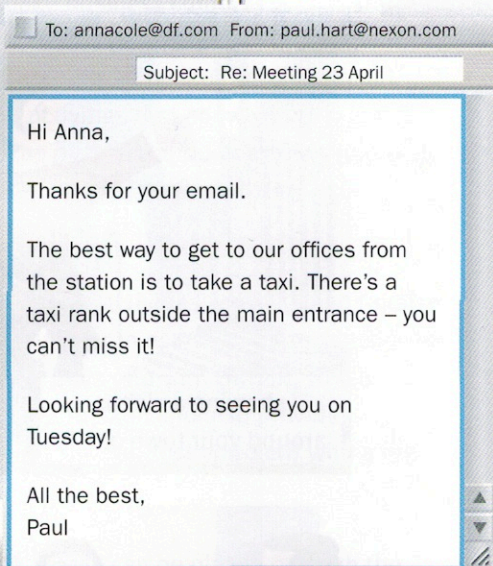 To: annacole@df.com From: paul.hart@nexon.com
Subject: Re: Meeting 23 April
Hi Anna,
Thanks for your email.
The best way to get to our offices from
the station is to take a taxi. There's a
taxi rank outside the main entrance – you
can't miss it!
Looking forward to seeing you on
Tuesday!
All the best,
Paul